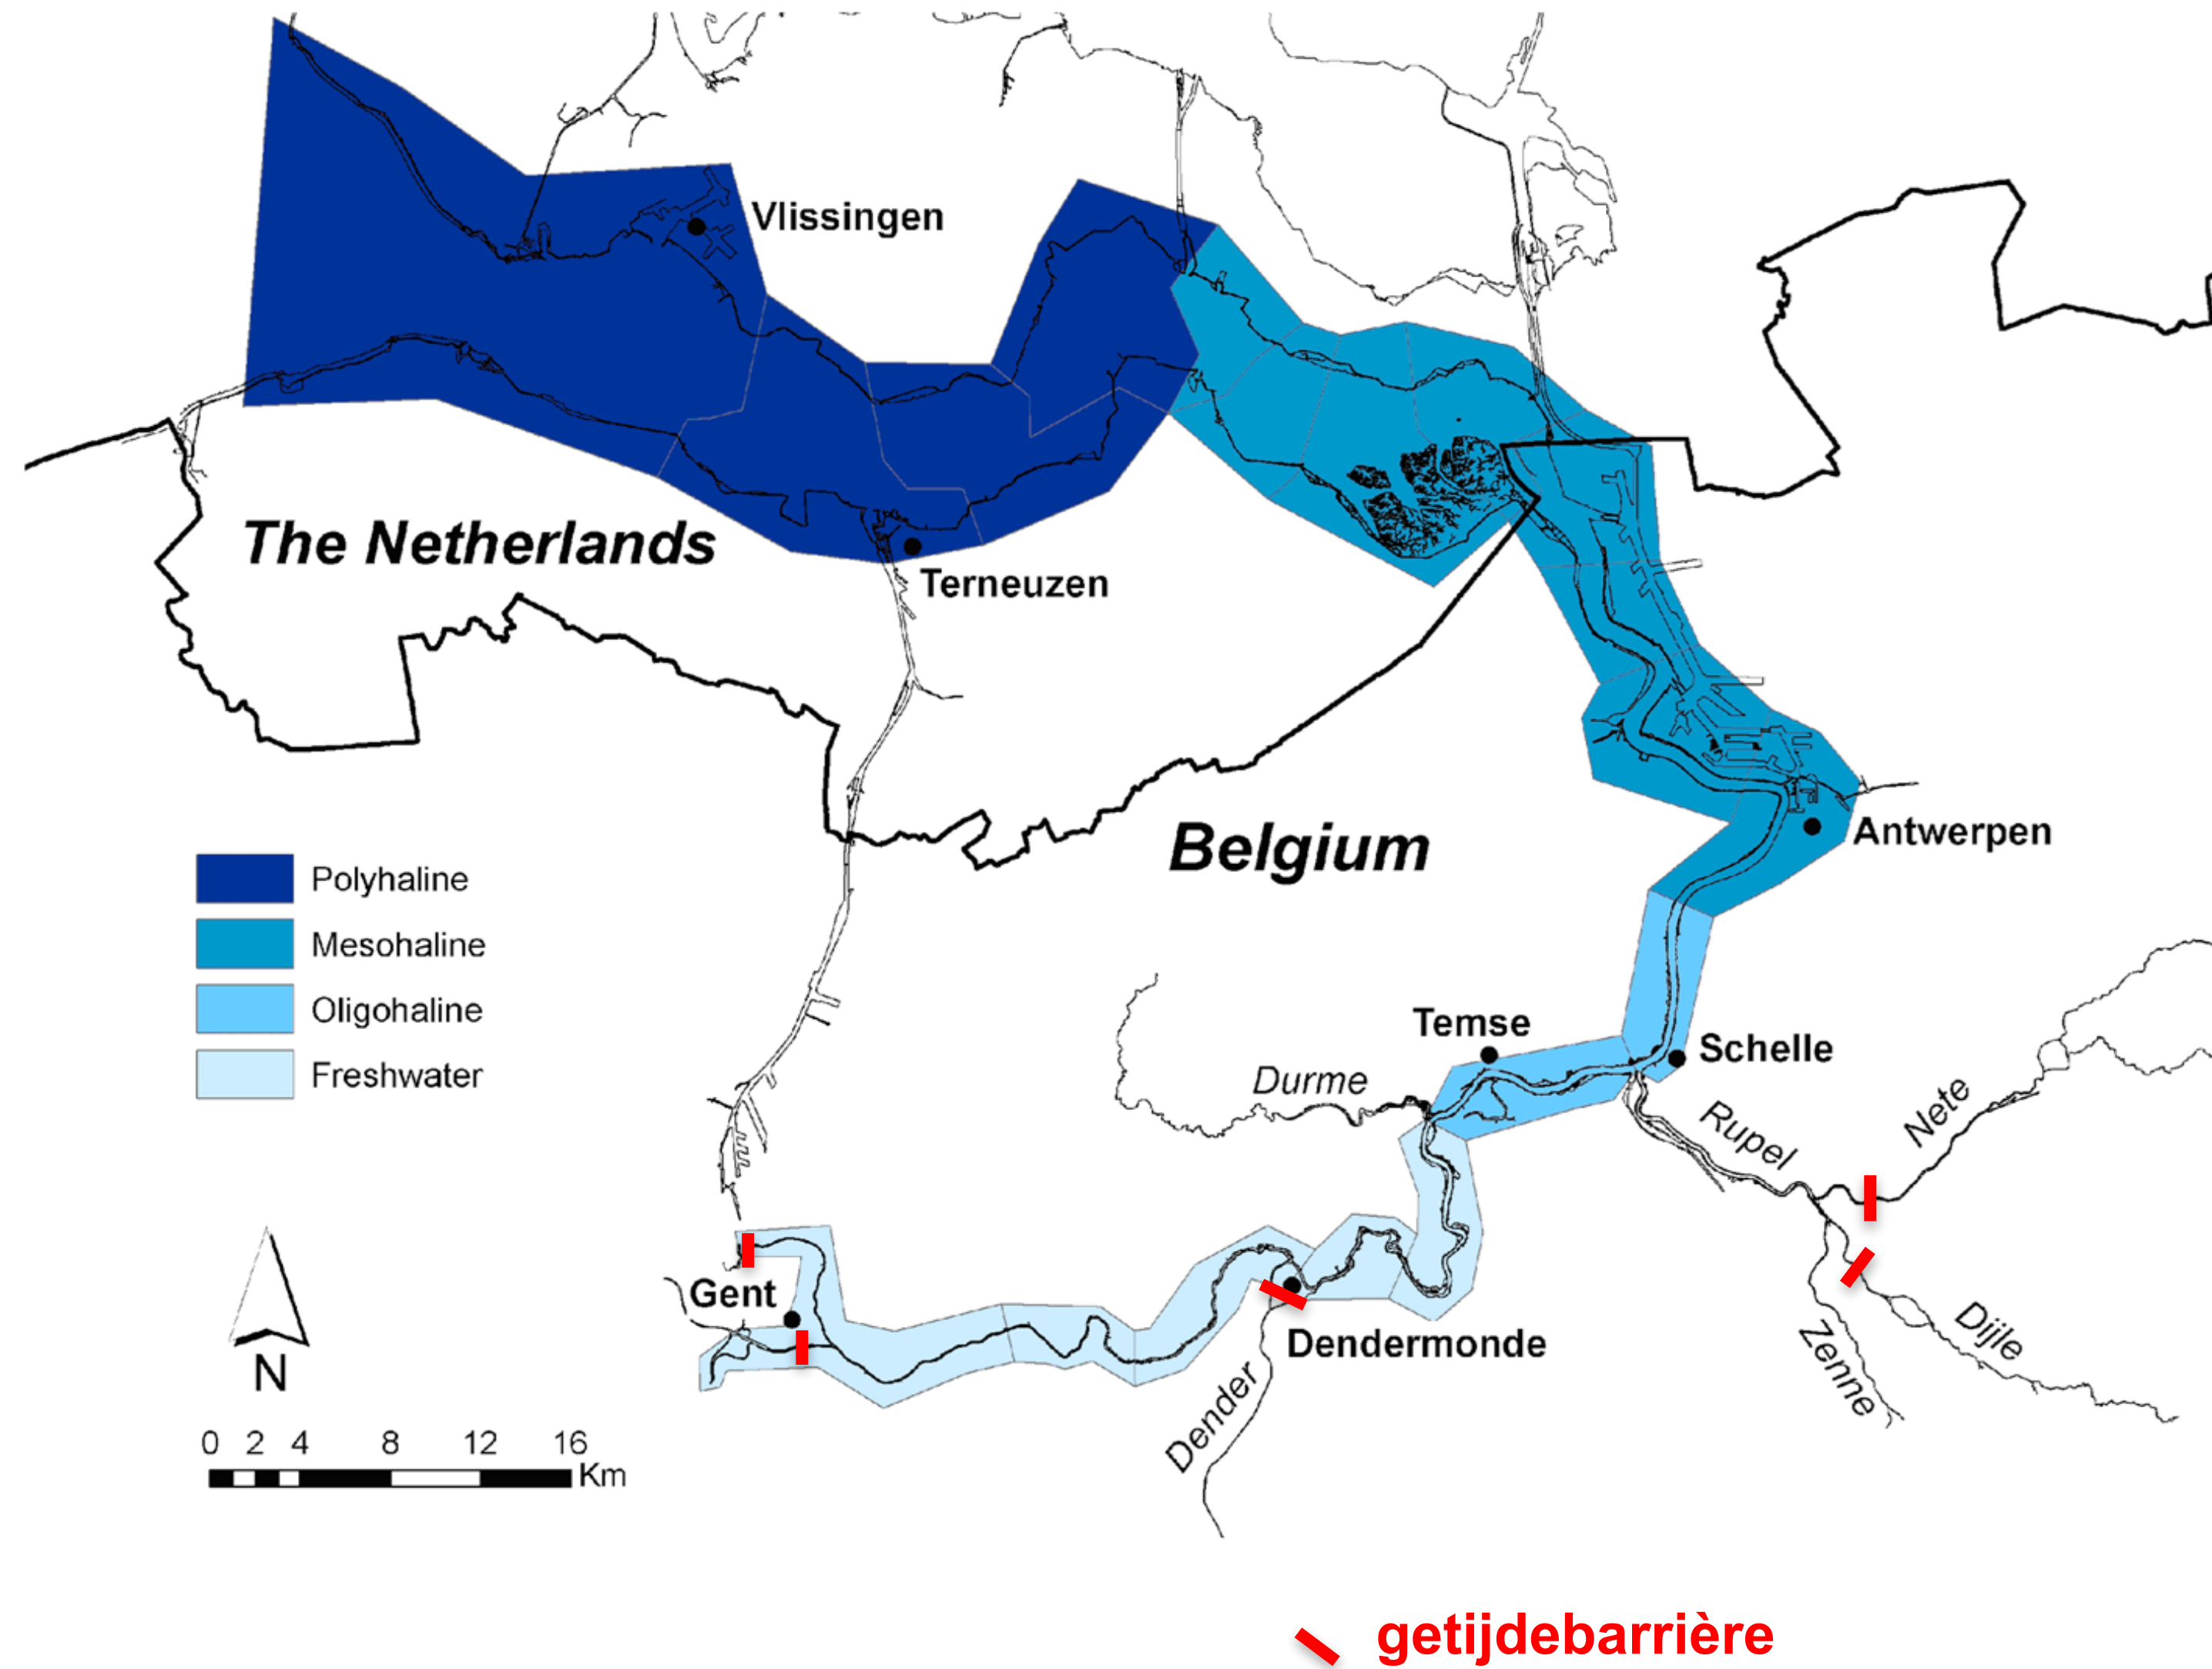 Vlissingen
The Netherlands
Terneuzen
Belgium
Antwerpen
Polyhaline
Mesohaline
Oligohaline
Freshwater
Temse
Schelle
Durme
Rupel
Nete
Gent
Dendermonde
Dender
Zenne
Dijle
N
0 2 4 8 12 16
Km
getijdebarrière